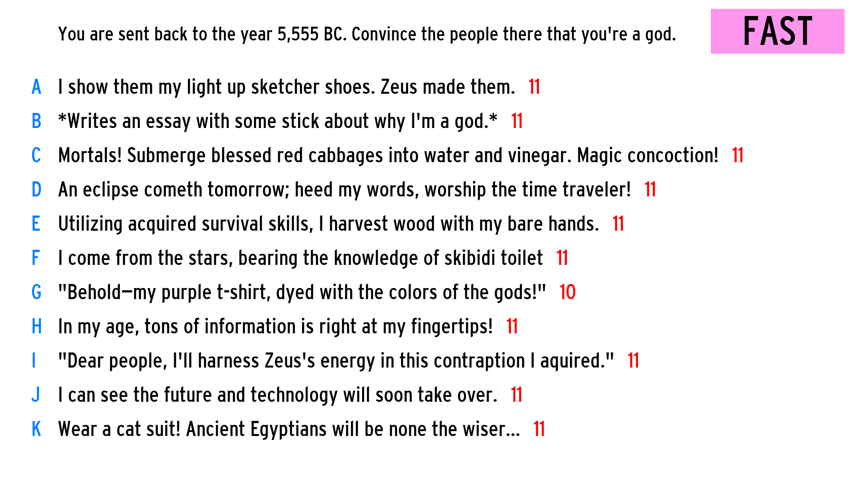 You are sent back to the year 5,555 BC. Convince the people there that you're a god.
FAST
A I show them my light up sketcher shoes. Zeus made them. 11
B *Writes an essay with some stick about why I'm a god.* 11
C Mortals! Submerge blessed red cabbages into water and vinegar. Magic concoction! 11
D An eclipse cometh tomorrow; heed my words, worship the time traveler! 11
E Utilizing acquired survival skills, I harvest wood with my bare hands. 11
F I come from the stars, bearing the knowledge of skibidi toilet 11
G "Behold—my purple t-shirt, dyed with the colors of the gods!" 10
H In my age, tons of information is right at my fingertips! 11
I "Dear people, I'll harness Zeus's energy in this contraption I aquired." 11
J I can see the future and technology will soon take over. 11
K Wear a cat suit! Ancient Egyptians will be none the wiser... 11